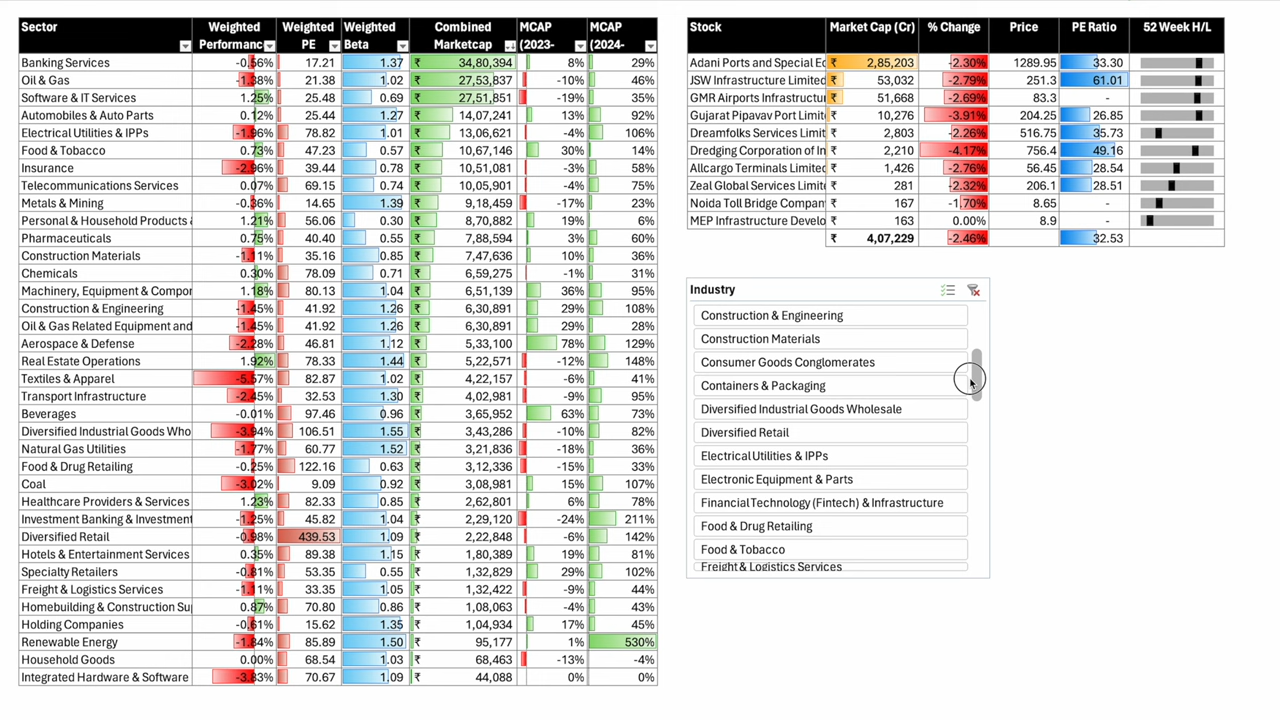 Sector Weighted Performanc Weighted PE Weighted Beta Combined Marketcap MCAP (2023- MCAP (2024-
Banking Services -0.56% 17.21 1.37 ₹ 34,80,394 8% 29%
Oil & Gas -1.38% 21.38 1.02 ₹ 27,53,837 -10% 46%
Software & IT Services 1.25% 25.48 0.69 ₹ 27,51,851 -19% 35%
Automobiles & Auto Parts 0.12% 25.44 1.27 ₹ 14,07,241 13% 92%
Electrical Utilities & IPPs -1.96% 78.82 1.01 ₹ 13,06,621 -4% 106%
Food & Tobacco 0.73% 47.23 0.57 ₹ 10,67,146 30% 14%
Insurance -2.96% 39.44 0.78 ₹ 10,51,081 -3% 58%
Telecommunications Services 0.07% 69.15 0.74 ₹ 10,05,901 -4% 75%
Metals & Mining -0.36% 14.65 1.39 ₹ 9,18,459 -17% 23%
Personal & Household Products & 1.21% 56.06 0.30 ₹ 8,70,882 19% 6%
Pharmaceuticals 0.75% 40.40 0.55 ₹ 7,88,594 3% 60%
Construction Materials -1.11% 35.16 0.85 ₹ 7,47,636 10% 36%
Chemicals 0.30% 78.09 0.71 ₹ 6,59,275 -1% 31%
Machinery, Equipment & Compor 1.18% 80.13 1.04 ₹ 6,51,139 36% 95%
Construction & Engineering -1.45% 41.92 1.26 ₹ 6,30,891 29% 108%
Oil & Gas Related Equipment and -1.45% 41.92 1.26 ₹ 6,30,891 29% 28%
Aerospace & Defense -2.28% 46.81 1.12 ₹ 5,33,100 78% 129%
Real Estate Operations 1.92% 78.33 1.44 ₹ 5,22,571 -12% 148%
Textiles & Apparel -5.57% 82.87 1.02 ₹ 4,22,157 -6% 41%
Transport Infrastructure -2.45% 32.53 1.30 ₹ 4,02,981 -9% 95%
Beverages -0.01% 97.46 0.96 ₹ 3,65,952 63% 73%
Diversified Industrial Goods Who -3.94% 106.51 1.55 ₹ 3,43,286 -10% 82%
Natural Gas Utilities -1.77% 60.77 1.52 ₹ 3,21,836 -18% 36%
Food & Drug Retailing -0.25% 122.16 0.63 ₹ 3,12,336 -15% 33%
Coal -3.02% 9.09 0.92 ₹ 3,08,981 15% 107%
Healthcare Providers & Services 1.23% 82.33 0.85 ₹ 2,62,801 6% 78%
Investment Banking & Investment -1.25% 45.82 1.04 ₹ 2,29,120 -24% 211%
Diversified Retail -0.98% 439.53 1.09 ₹ 2,22,848 -6% 142%
Hotels & Entertainment Services 0.35% 89.38 1.15 ₹ 1,80,389 19% 81%
Specialty Retailers -0.81% 53.35 0.55 ₹ 1,32,829 29% 102%
Freight & Logistics Services -1.11% 33.35 1.05 ₹ 1,32,422 -9% 44%
Homebuilding & Construction Su 0.87% 70.80 0.86 ₹ 1,08,063 -4% 43%
Holding Companies -0.61% 15.62 1.35 ₹ 1,04,934 17% 45%
Renewable Energy -1.84% 85.89 1.50 ₹ 95,177 1% 530%
Household Goods 0.00% 68.54 1.03 ₹ 68,463 -13% -4%
Integrated Hardware & Software -3.83% 70.67 1.09 ₹ 44,088 0% 0%
Stock Market Cap (Cr) % Change Price PE Ratio 52 Week H/L
Adani Ports and Special Ec ₹ 2,85,203 -2.30% 1289.95 33.30
JSW Infrastructure Limited ₹ 53,032 -2.79% 251.3 61.01
GMR Airports Infrastructu ₹ 51,668 -2.69% 83.3 -
Gujarat Pipavav Port Limit ₹ 10,276 -3.91% 204.25 26.85
Dreamfolks Services Limit ₹ 2,803 -2.26% 516.75 35.73
Dredging Corporation of In ₹ 2,210 -4.17% 756.4 49.16
Allcargo Terminals Limited ₹ 1,426 -2.76% 56.45 28.54
Zeal Global Services Limit ₹ 281 -2.32% 206.1 28.51
Noida Toll Bridge Compan ₹ 167 -1.70% 8.65 -
MEP Infrastructure Develo ₹ 163 0.00% 8.9 -
₹ 4,07,229 -2.46% 32.53
Industry
Construction & Engineering
Construction Materials
Consumer Goods Conglomerates
Containers & Packaging
Diversified Industrial Goods Wholesale
Diversified Retail
Electrical Utilities & IPPs
Electronic Equipment & Parts
Financial Technology (Fintech) & Infrastructure
Food & Drug Retailing
Food & Tobacco
Freight & Logistics Services